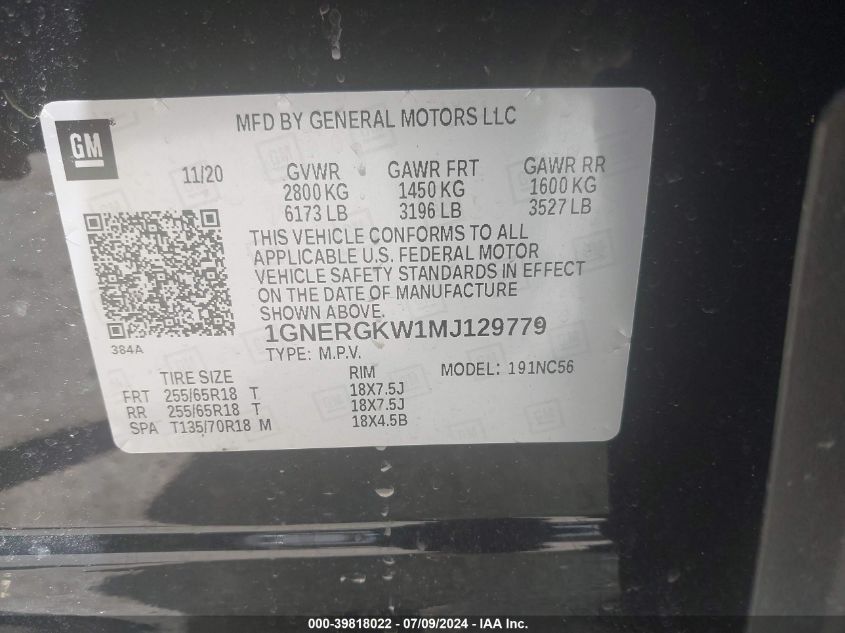 MFD BY GENERAL MOTORS LLC
GM
11/20 GVWR GAWR FRT GAWR RR
2800 KG 1450 KG 1600 KG
6173 LB 3196 LB 3527 LB
THIS VEHICLE CONFORMS TO ALL
APPLICABLE U.S. FEDERAL MOTOR
VEHICLE SAFETY STANDARDS IN EFFECT
ON THE DATE OF MANUFACTURE
SHOWN ABOVE.
1GNERGKW1MJ129779
384A
TYPE: M.P.V.
TIRE SIZE RIM MODEL: 191NC56
FRT 255/65R18 T 18X7.5J
RR 255/65R18 T 18X7.5J
SPA T135/70R18 M 18X4.5B
000-39818022 / 07/09/2024 - IAA Inc.